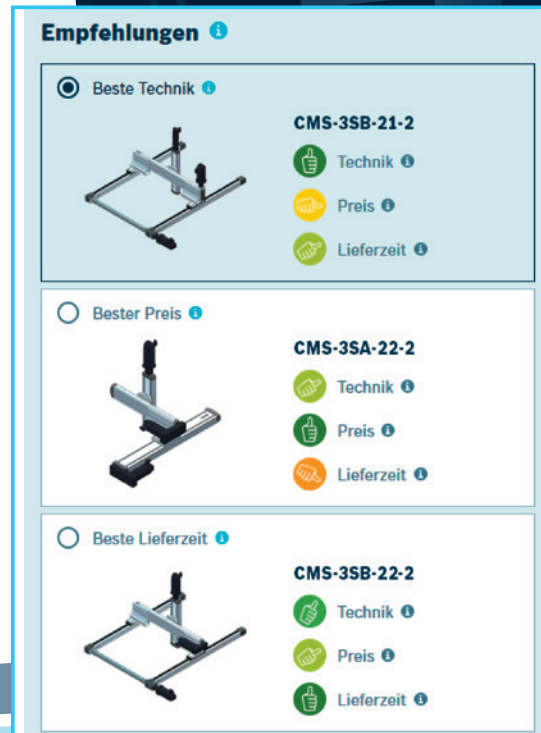 Empfehlungen
Beste Technik
CMS-3SB-21-2
Technik
Preis
Lieferzeit
Bester Preis
CMS-3SA-22-2
Technik
Preis
Lieferzeit
Beste Lieferzeit
CMS-3SB-22-2
Technik
Preis
Lieferzeit